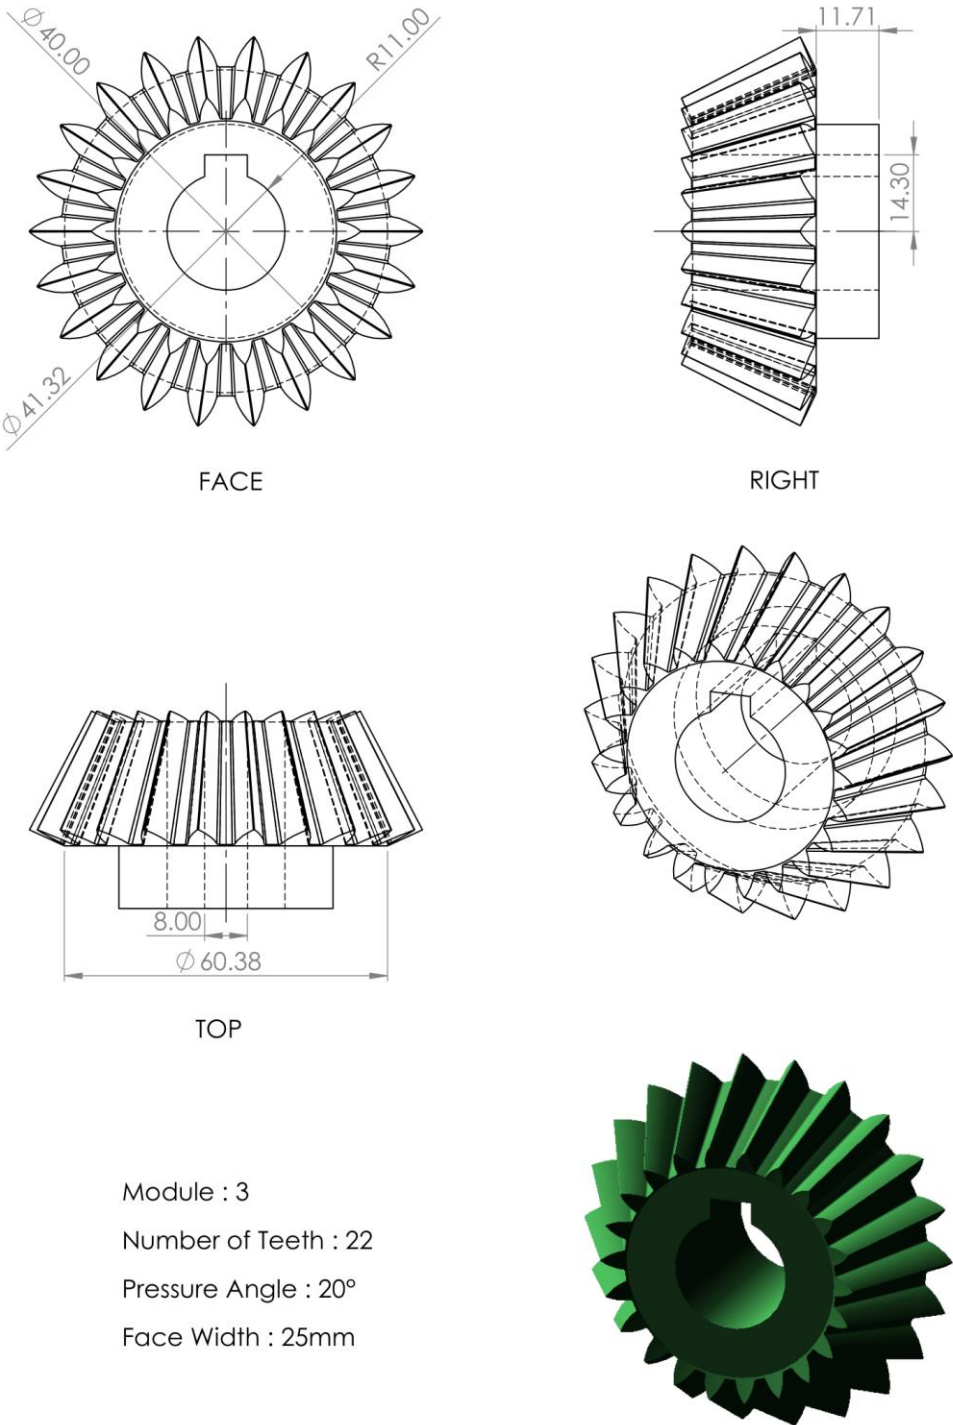 Ø40.00
R11.00
11.71
14.30
Ø41.32
FACE
RIGHT
8.00
Ø60.38
TOP
Module : 3
Number of Teeth : 22
Pressure Angle : 20°
Face Width : 25mm